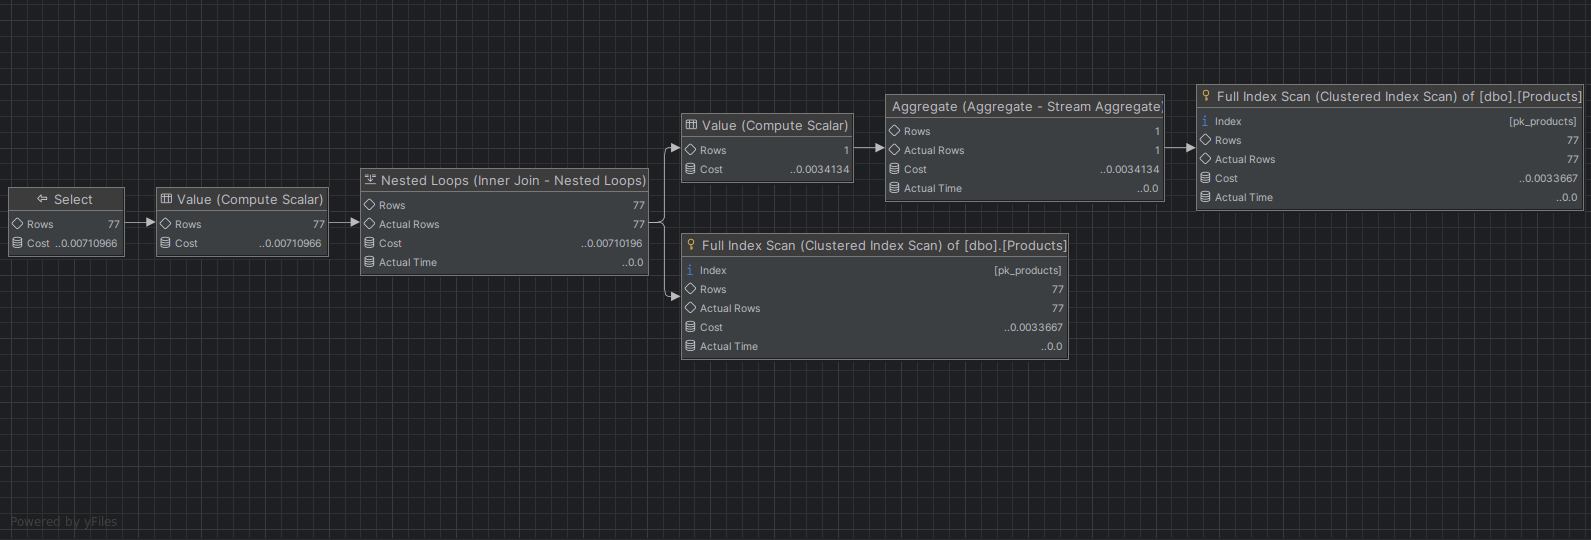 Select
Rows 77
Cost ..0.00710966
Value (Compute Scalar)
Rows 77
Cost ..0.00710966
Nested Loops (Inner Join - Nested Loops)
Rows 77
Actual Rows 77
Cost ..0.00710196
Actual Time ..0.0
Value (Compute Scalar)
Rows 1
Cost ..0.0034134
Aggregate (Aggregate - Stream Aggregate)
Rows 1
Actual Rows 1
Cost ..0.0034134
Actual Time ..0.0
Full Index Scan (Clustered Index Scan) of [dbo].[Products]
Index [pk_products]
Rows 77
Actual Rows 77
Cost ..0.0033667
Actual Time ..0.0
Full Index Scan (Clustered Index Scan) of [dbo].[Products]
Index [pk_products]
Rows 77
Actual Rows 77
Cost ..0.0033667
Actual Time ..0.0
Powered by yFiles